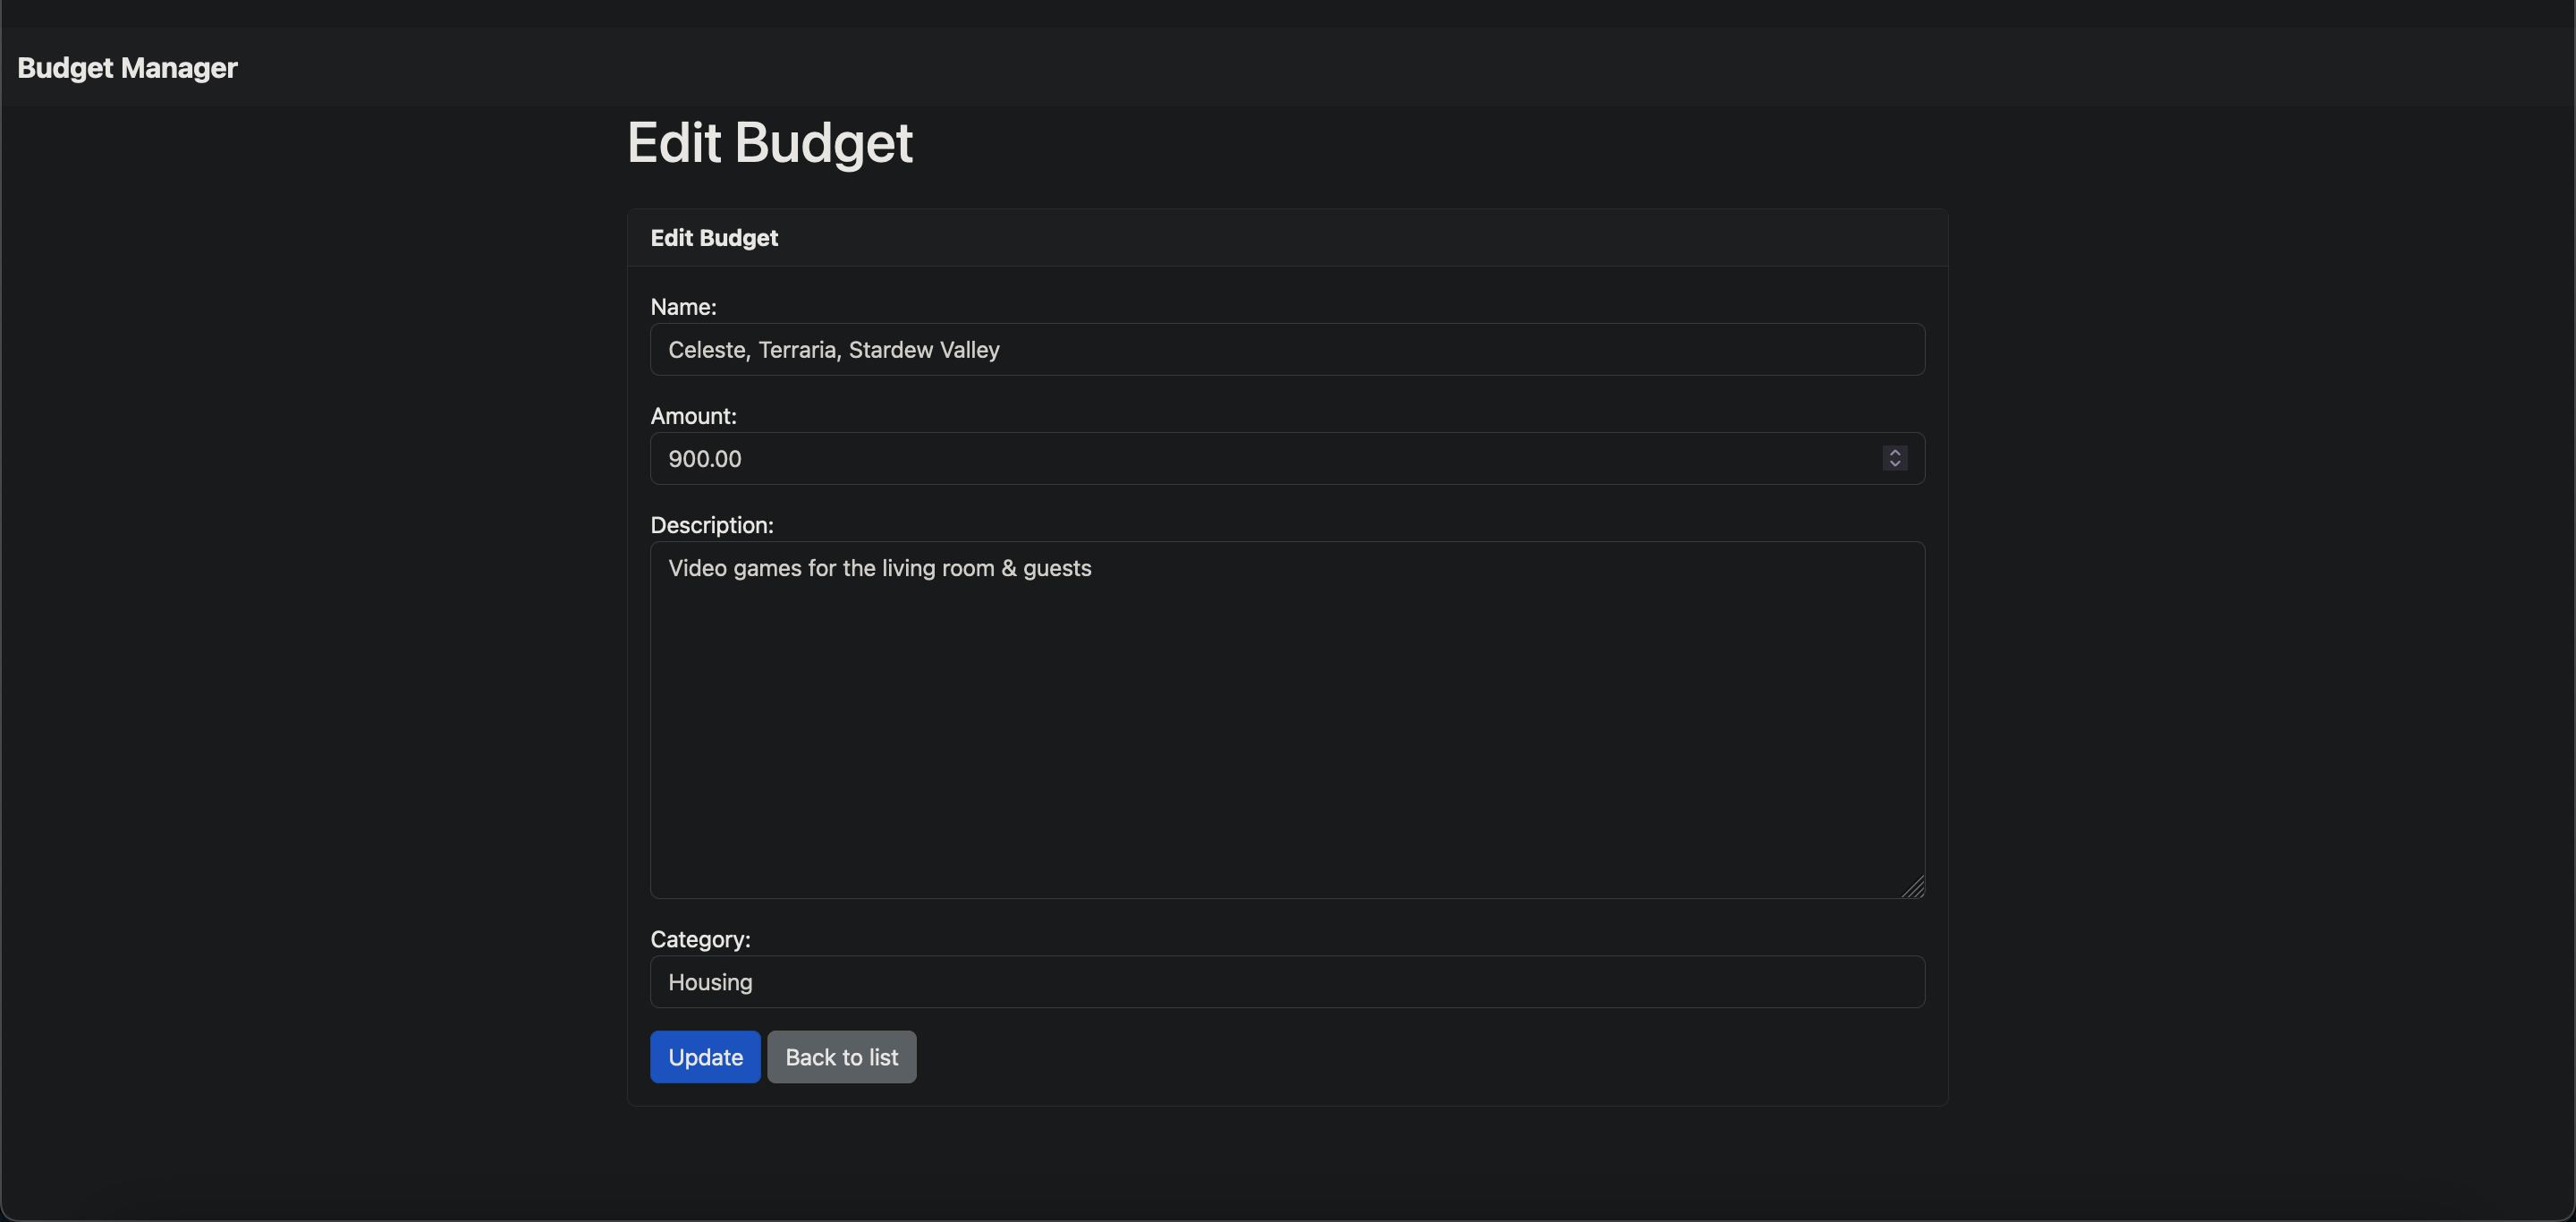 Budget Manager
Edit Budget
Edit Budget
Name:
Celeste, Terraria, Stardew Valley
Amount:
900.00
Description:
Video games for the living room & guests
Category:
Housing
Update
Back to list